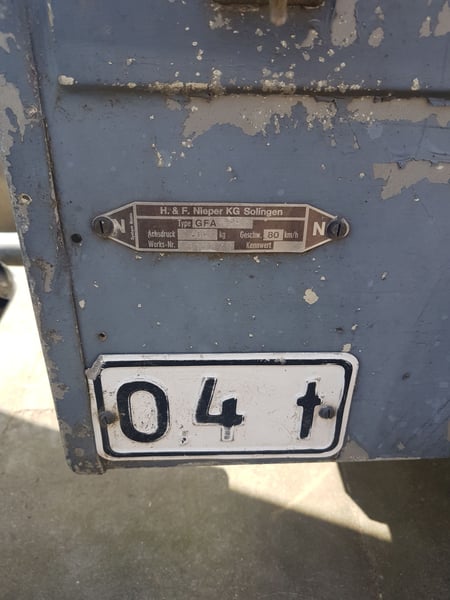 H. & F. Nieper KG Solingen
N Type GFA N
Achsdruck kg Geschw. 80 km/h
Werks-Nr. Kennwert
04 t